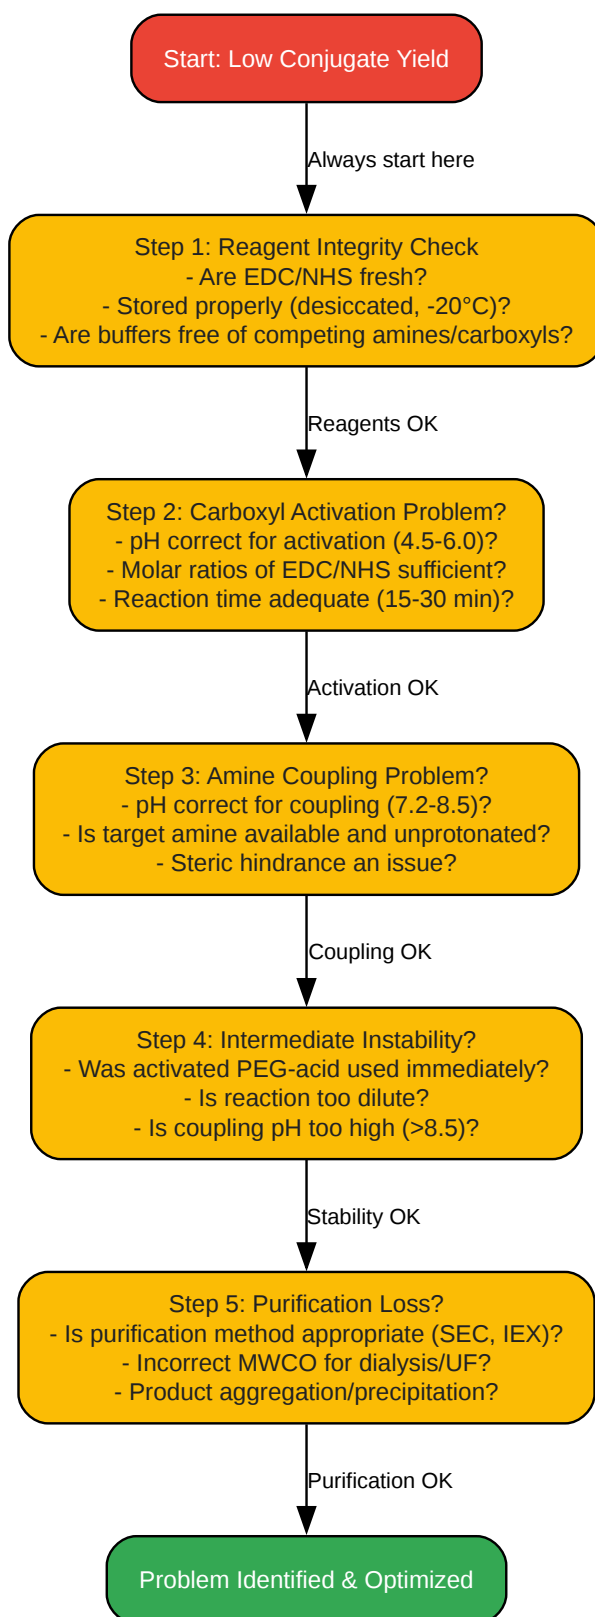 Start: Low Conjugate Yield
Always start here
Step 1: Reagent Integrity Check
- Are EDC/NHS fresh?
- Stored properly (desiccated, -20°C)?
- Are buffers free of competing amines/carboxyls?
Reagents OK
Step 2: Carboxyl Activation Problem?
- pH correct for activation (4.5-6.0)?
- Molar ratios of EDC/NHS sufficient?
- Reaction time adequate (15-30 min)?
Activation OK
Step 3: Amine Coupling Problem?
- pH correct for coupling (7.2-8.5)?
- Is target amine available and unprotonated?
- Steric hindrance an issue?
Coupling OK
Step 4: Intermediate Instability?
- Was activated PEG-acid used immediately?
- Is reaction too dilute?
- Is coupling pH too high (>8.5)?
Stability OK
Step 5: Purification Loss?
- Is purification method appropriate (SEC, IEX)?
- Incorrect MWCO for dialysis/UF?
- Product aggregation/precipitation?
Purification OK
Problem Identified & Optimized